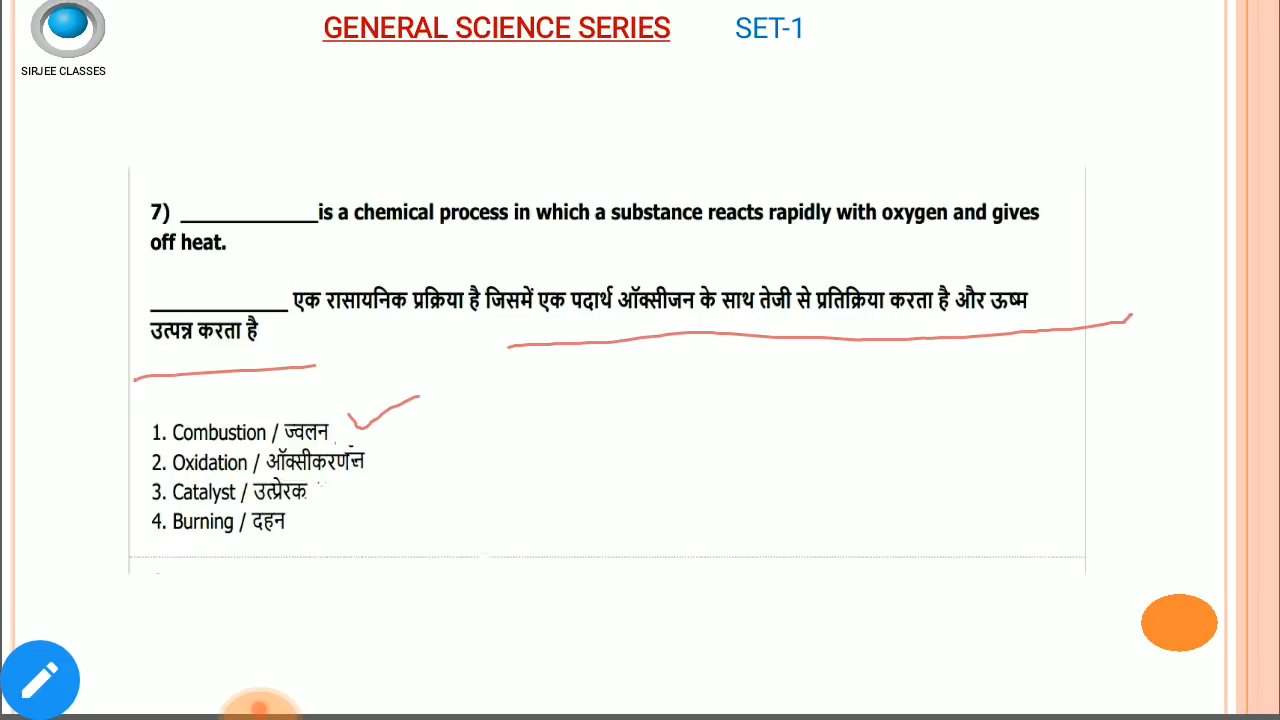 GENERAL SCIENCE SERIES SET-1
SIRJEE CLASSES
7) ____________is a chemical process in which a substance reacts rapidly with oxygen and gives
off heat.
____________ एक रासायनिक प्रक्रिया है जिसमें एक पदार्थ ऑक्सीजन के साथ तेजी से प्रतिक्रिया करता है और ऊष्म
उत्पन्न करता है
1. Combustion / ज्वलन
2. Oxidation /
3. Catalyst / उत्प्रेरक
4. Burning / दहन